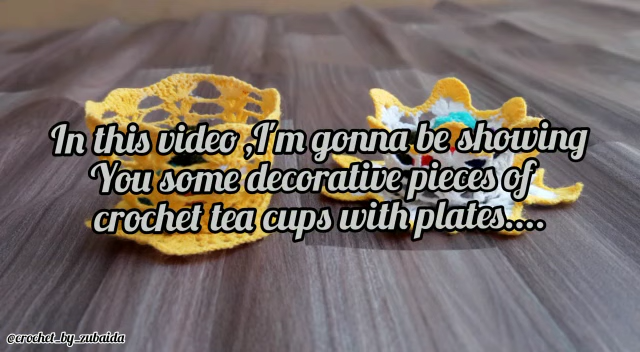 In this video ,I'm gonna be showing
You some decorative pieces of
crochet tea cups with plates....
@crochet_by_zubaida